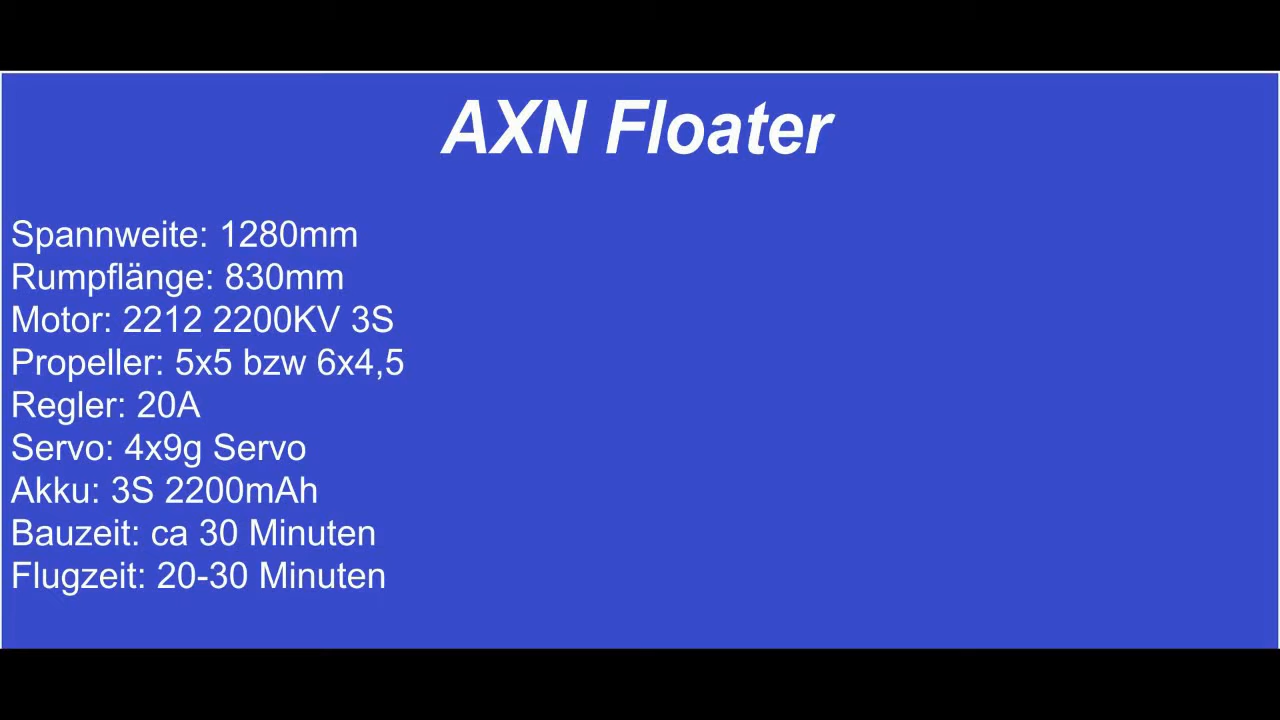 AXN Floater
Spannweite: 1280mm
Rumpflänge: 830mm
Motor: 2212 2200KV 3S
Propeller: 5x5 bzw 6x4,5
Regler: 20A
Servo: 4x9g Servo
Akku: 3S 2200mAh
Bauzeit: ca 30 Minuten
Flugzeit: 20-30 Minuten